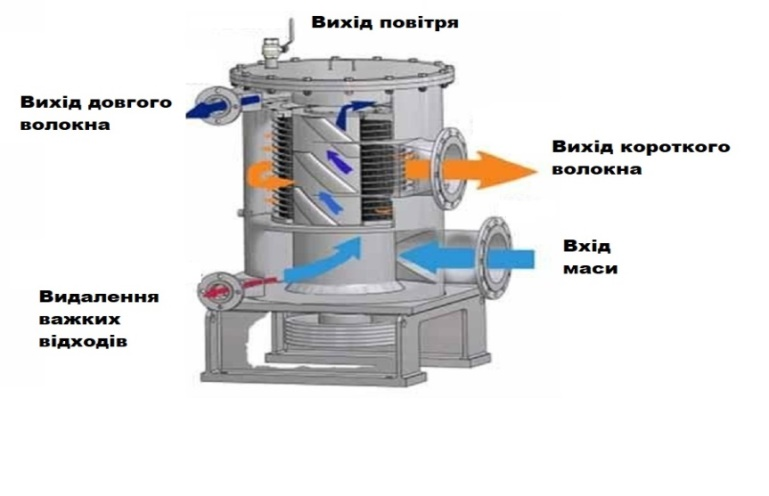 Вихід повітря
Вихід довгого
волокна
Вихід короткого
волокна
Вхід
маси
Видалення
важких
відходів